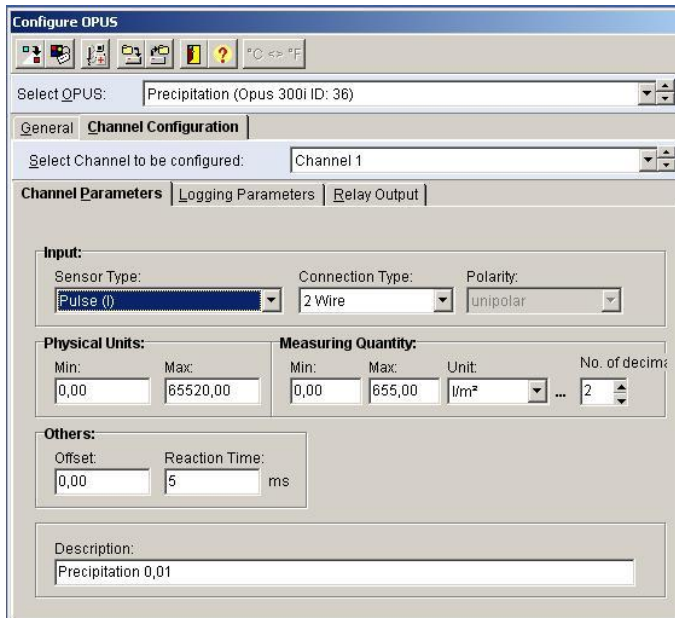 Configure OPUS
? °C <=> °F
Select OPUS: Precipitation (Opus 300i ID: 36)
General Channel Configuration
Select Channel to be configured: Channel 1
Channel Parameters Logging Parameters Relay Output
Input:
Sensor Type: Connection Type: Polarity:
Pulse (I) 2 Wire unipolar
Physical Units: Measuring Quantity:
Min: Max: Min: Max: Unit: No. of decima
0,00 65520,00 0,00 655,00 l/m² ... 2
Others:
Offset: Reaction Time:
0,00 5 ms
Description:
Precipitation 0,01